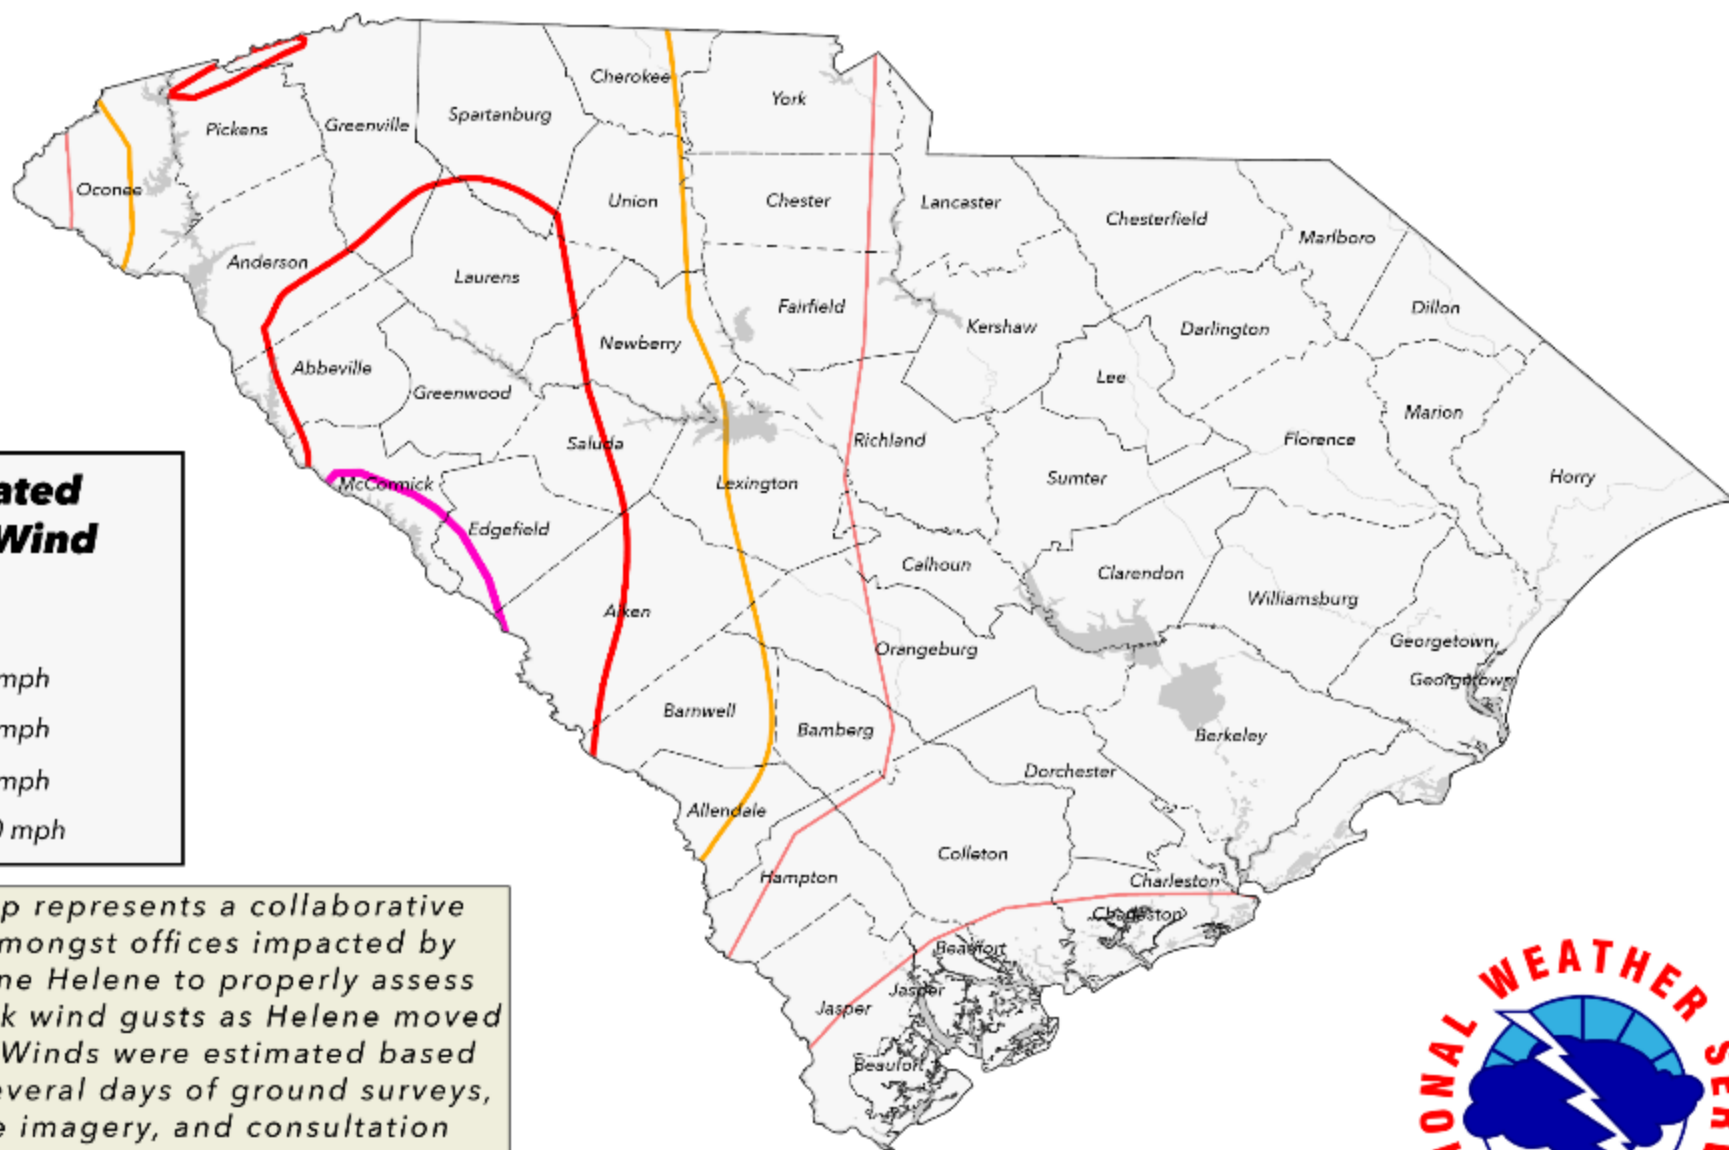 Cherokee
York
Spartanburg
Greenville
Pickens
Oconee
Union
Chester
Lancaster
Chesterfield
Marlboro
Anderson
Laurens
Fairfield
Kershaw
Darlington
Dillon
Newberry
Abbeville
Greenwood
Lee
Marion
Saluda
Richland
Florence
McCormick
Lexington
Sumter
Horry
Edgefield
Calhoun
Clarendon
Williamsburg
Aiken
Orangeburg
Georgetown
Georgetown
Barnwell
Bamberg
Berkeley
Dorchester
Allendale
Colleton
Hampton
Charleston
Charleston
Beaufort
Jasper
Jasper
Beaufort
ated
Wind
mph
mph
mph
0 mph
p represents a collaborative
mongst offices impacted by
ne Helene to properly assess
k wind gusts as Helene moved
Winds were estimated based
everal days of ground surveys,
e imagery, and consultation
ONAL WEATHER SER